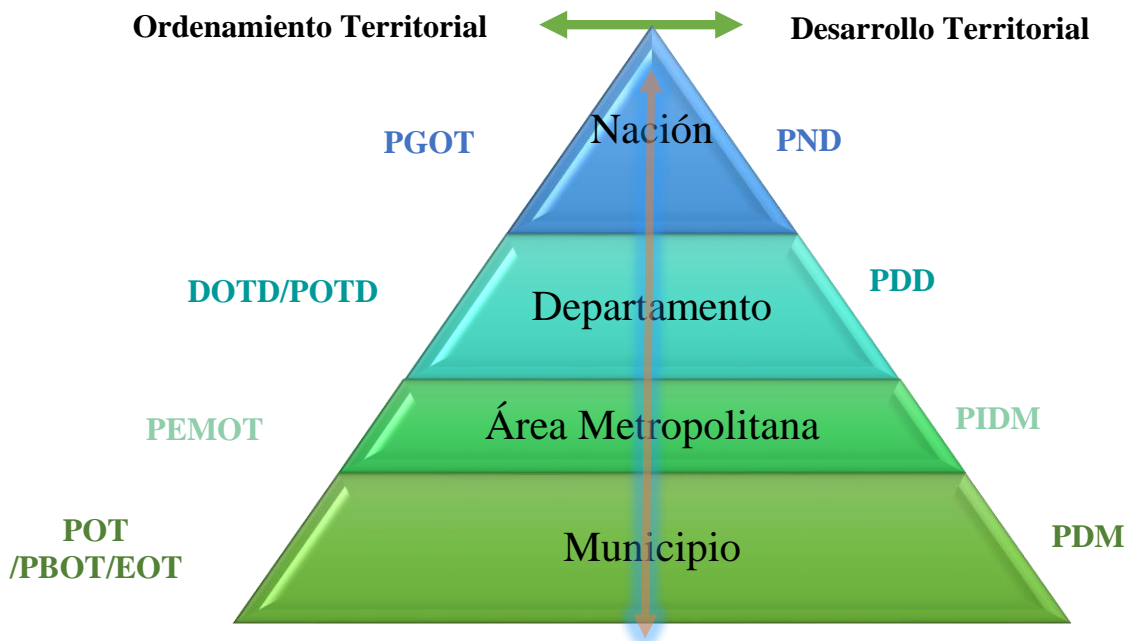 Ordenamiento Territorial
Desarrollo Territorial
PGOT
Nación
PND
DOTD/POTD
Departamento
PDD
PEMOT
Área Metropolitana
PIDM
POT
/PBOT/EOT
Municipio
PDM